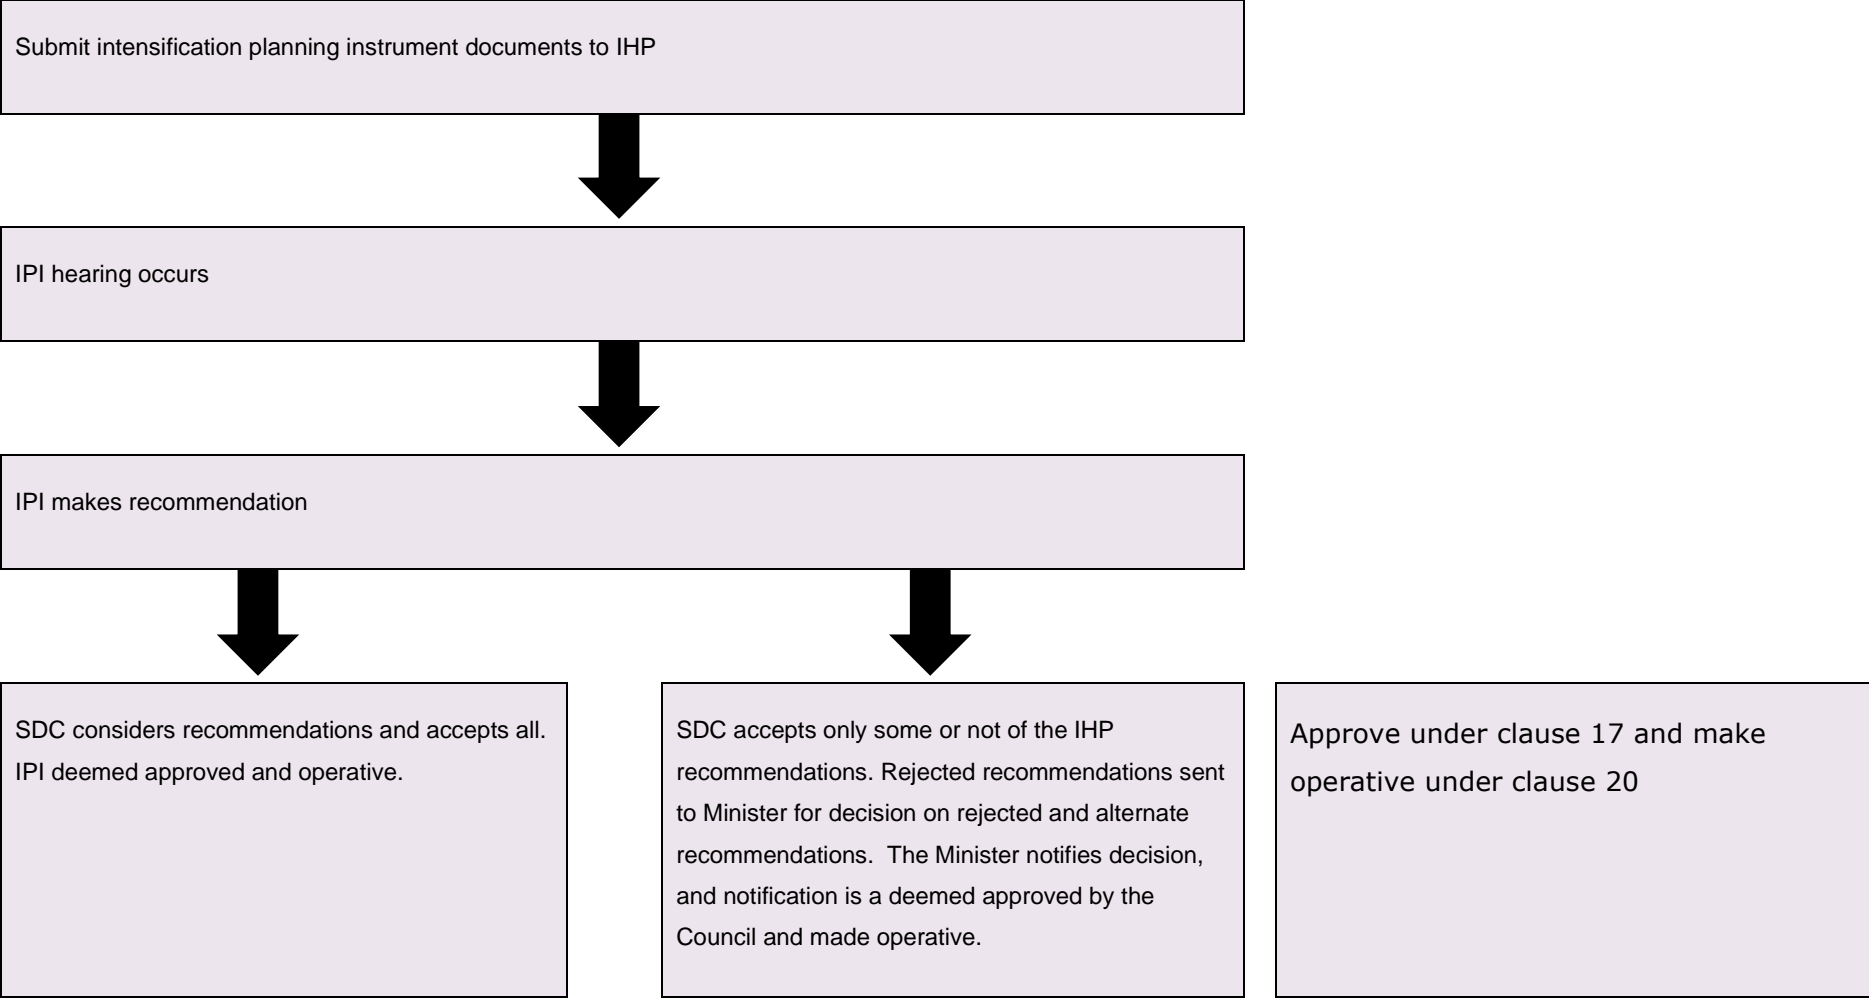 Submit intensification planning instrument documents to IHP
IPI hearing occurs
IPI makes recommendation
SDC considers recommendations and accepts all.
IPI deemed approved and operative.
SDC accepts only some or not of the IHP
recommendations. Rejected recommendations sent
to Minister for decision on rejected and alternate
recommendations.  The Minister notifies decision,
and notification is a deemed approved by the
Council and made operative.
Approve under clause 17 and make
operative under clause 20